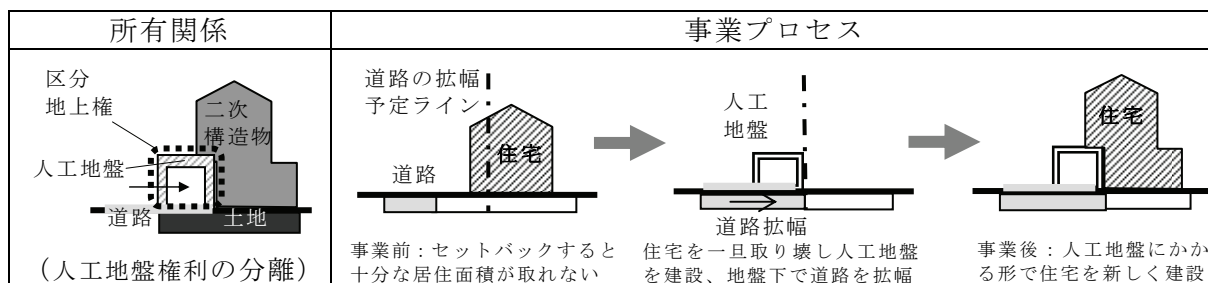 所有関係
事業プロセス
区分
地上権
二次
構造物
人工地盤
道路
土地
(人工地盤権利の分離)
道路の拡幅
予定ライン
住宅
道路
事業前：セットバックすると
十分な居住面積が取れない
人工
地盤
道路拡幅
住宅を一旦取り壊し人工地盤
を建設、地盤下で道路を拡幅
住宅
事業後：人工地盤にかか
る形で住宅を新しく建設